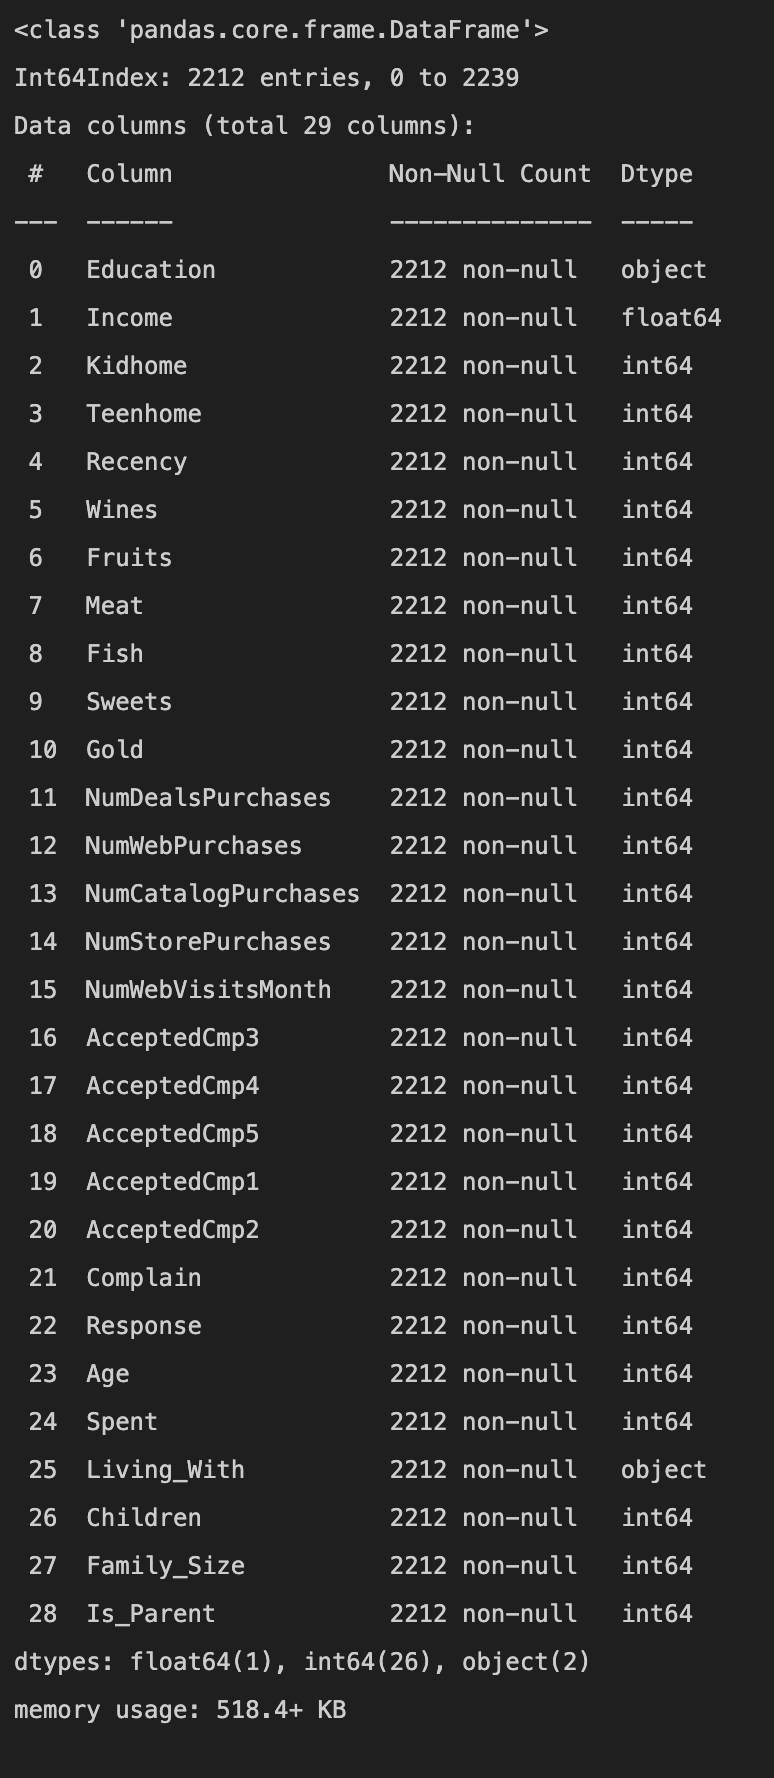 <class 'pandas.core.frame.DataFrame'>
Int64Index: 2212 entries, 0 to 2239
Data columns (total 29 columns):
 #   Column               Non-Null Count  Dtype
---  ------               --------------  -----
 0   Education            2212 non-null   object
 1   Income               2212 non-null   float64
 2   Kidhome              2212 non-null   int64
 3   Teenhome             2212 non-null   int64
 4   Recency              2212 non-null   int64
 5   Wines                2212 non-null   int64
 6   Fruits               2212 non-null   int64
 7   Meat                 2212 non-null   int64
 8   Fish                 2212 non-null   int64
 9   Sweets               2212 non-null   int64
 10  Gold                 2212 non-null   int64
 11  NumDealsPurchases    2212 non-null   int64
 12  NumWebPurchases      2212 non-null   int64
 13  NumCatalogPurchases  2212 non-null   int64
 14  NumStorePurchases    2212 non-null   int64
 15  NumWebVisitsMonth    2212 non-null   int64
 16  AcceptedCmp3         2212 non-null   int64
 17  AcceptedCmp4         2212 non-null   int64
 18  AcceptedCmp5         2212 non-null   int64
 19  AcceptedCmp1         2212 non-null   int64
 20  AcceptedCmp2         2212 non-null   int64
 21  Complain             2212 non-null   int64
 22  Response             2212 non-null   int64
 23  Age                  2212 non-null   int64
 24  Spent                2212 non-null   int64
 25  Living_With          2212 non-null   object
 26  Children             2212 non-null   int64
 27  Family_Size          2212 non-null   int64
 28  Is_Parent            2212 non-null   int64
dtypes: float64(1), int64(26), object(2)
memory usage: 518.4+ KB